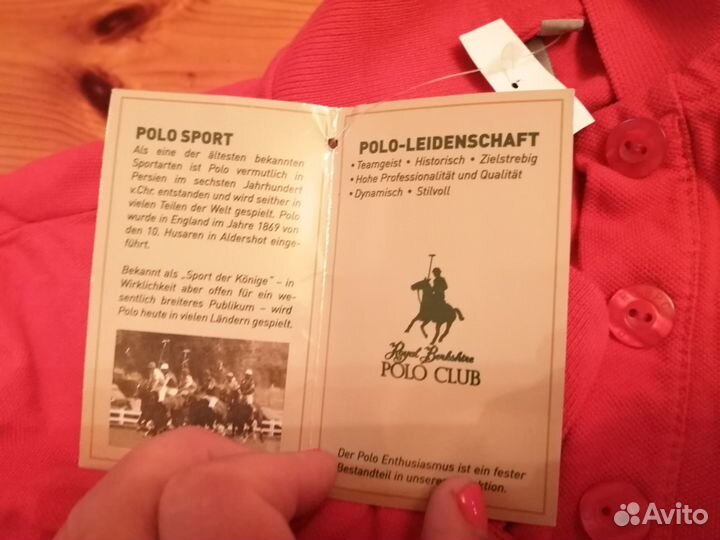 POLO SPORT
Als eine der ältesten bekannten
Sportarten ist Polo vermutlich in
Persien im sechsten Jahrhundert
v.Chr. entstanden und wird seither in
vielen Teilen der Welt gespielt. Polo
wurde in England im Jahre 1869 von
den 10. Husaren in Aldershot einge-
führt.
Bekannt als „Sport der Könige" – in
Wirklichkeit aber offen für ein we-
sentlich breiteres Publikum – wird
Polo heute in vielen Ländern gespielt.
POLO-LEIDENSCHAFT
• Teamgeist • Historisch • Zielstrebig
• Hohe Professionalität und Qualität
• Dynamisch • Stilvoll
Royal Berkshire
POLO CLUB
Der Polo Enthusiasmus ist ein fester
Bestandteil in unserer
Avito